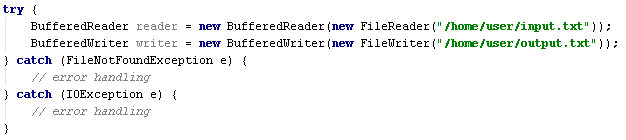 try {
    BufferedReader reader = new BufferedReader(new FileReader("/home/user/input.txt"));
    BufferedWriter writer = new BufferedWriter(new FileWriter("/home/user/output.txt"));
} catch (FileNotFoundException e) {
    // error handling
} catch (IOException e) {
    // error handling
}